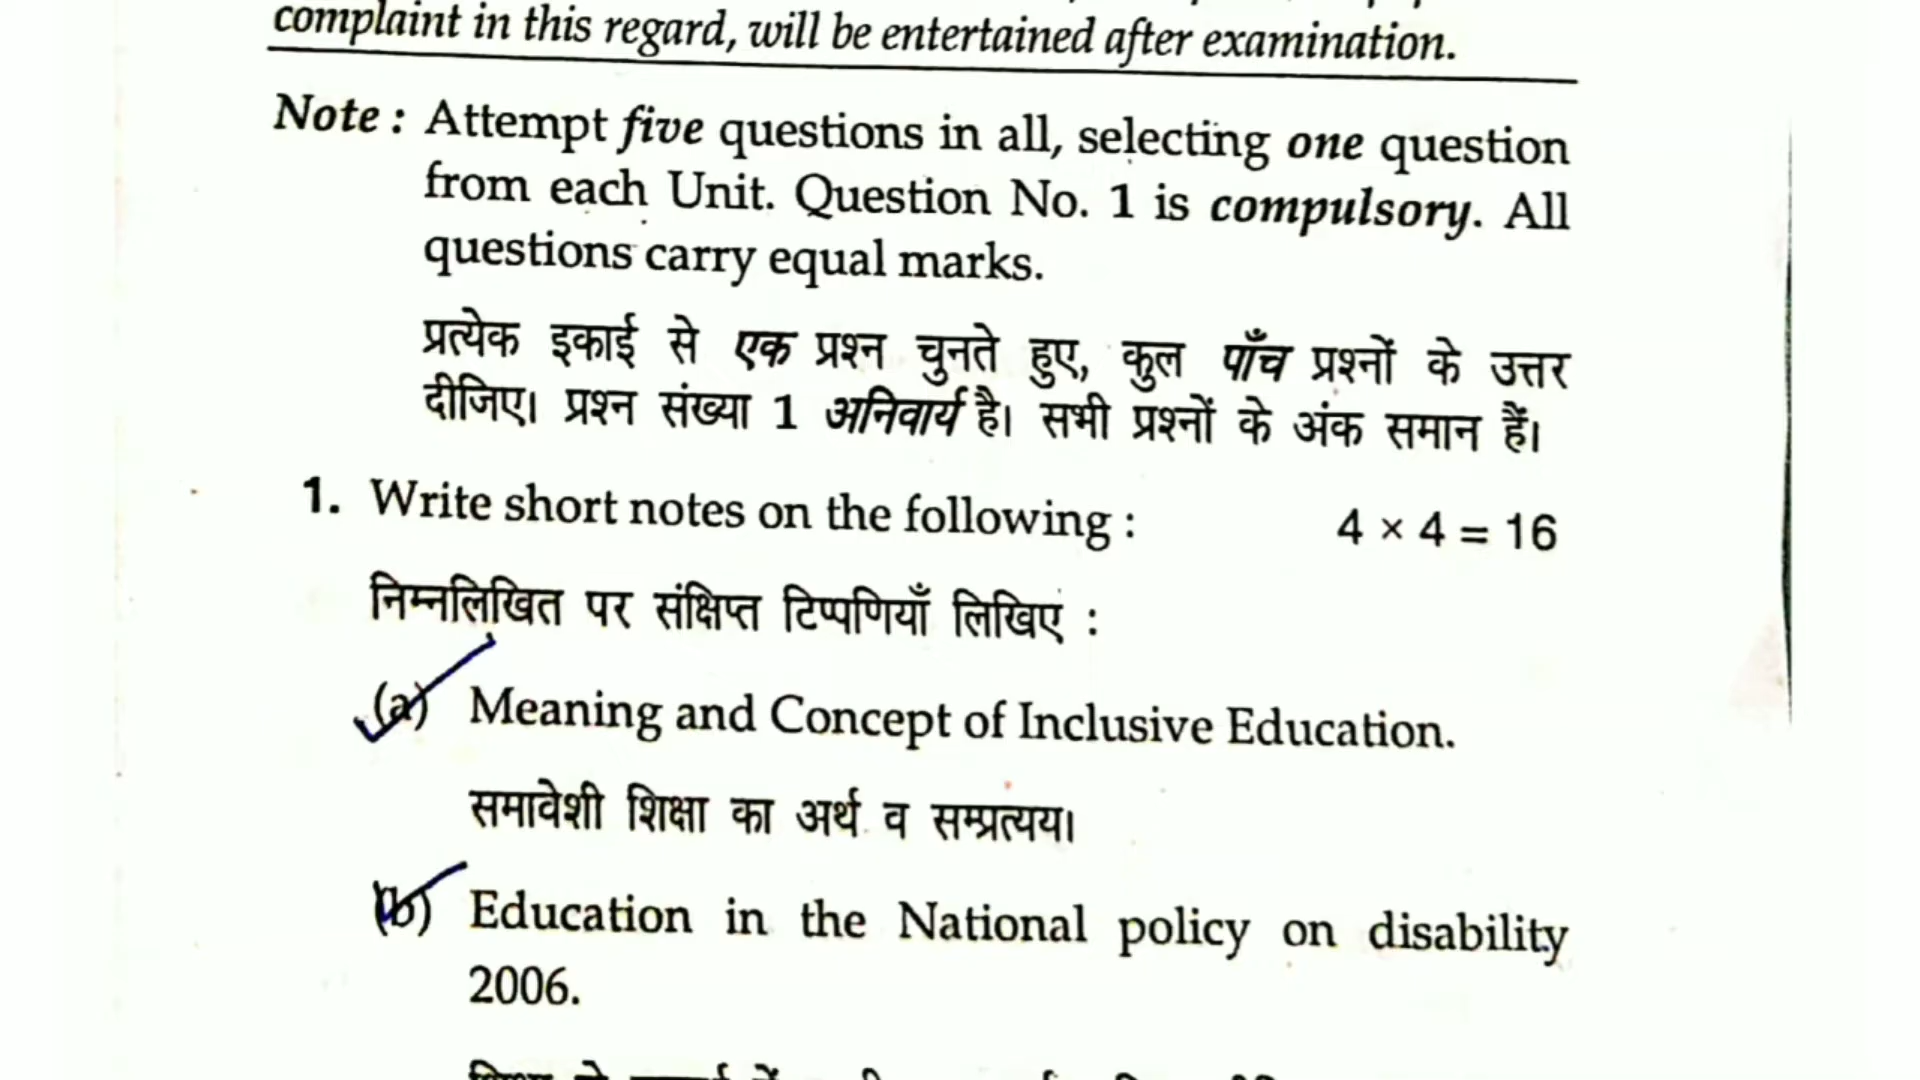 complaint in this regard, will be entertained after examination.
Note : Attempt five questions in all, selecting one question
from each Unit. Question No. 1 is compulsory. All
questions carry equal marks.
प्रत्येक इकाई से एक प्रश्न चुनते हुए, कुल पाँच प्रश्नों के उत्तर
दीजिए। प्रश्न संख्या 1 अनिवार्य है। सभी प्रश्नों के अंक समान हैं।
1. Write short notes on the following : 4 × 4 = 16
निम्नलिखित पर संक्षिप्त टिप्पणियाँ लिखिए :
(a) Meaning and Concept of Inclusive Education.
समावेशी शिक्षा का अर्थ व सम्प्रत्यय।
(b) Education in the National policy on disability
2006.